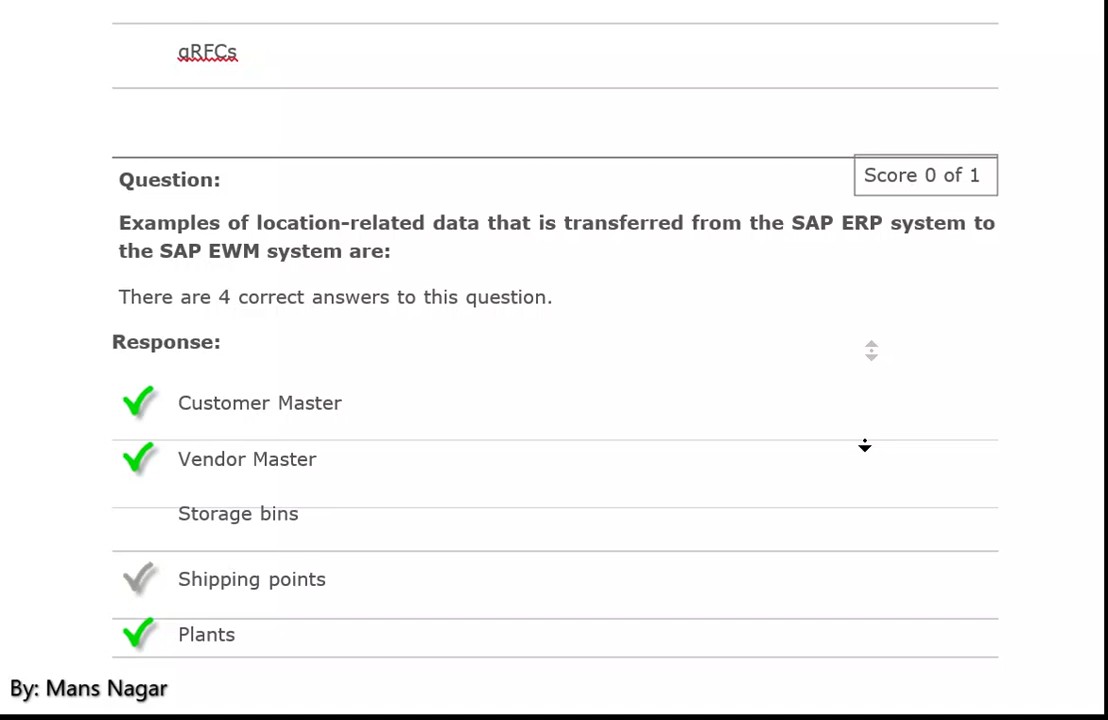 qRFCs
Question:
Score 0 of 1
Examples of location-related data that is transferred from the SAP ERP system to
the SAP EWM system are:
There are 4 correct answers to this question.
Response:
Customer Master
Vendor Master
Storage bins
Shipping points
Plants
By: Mans Nagar